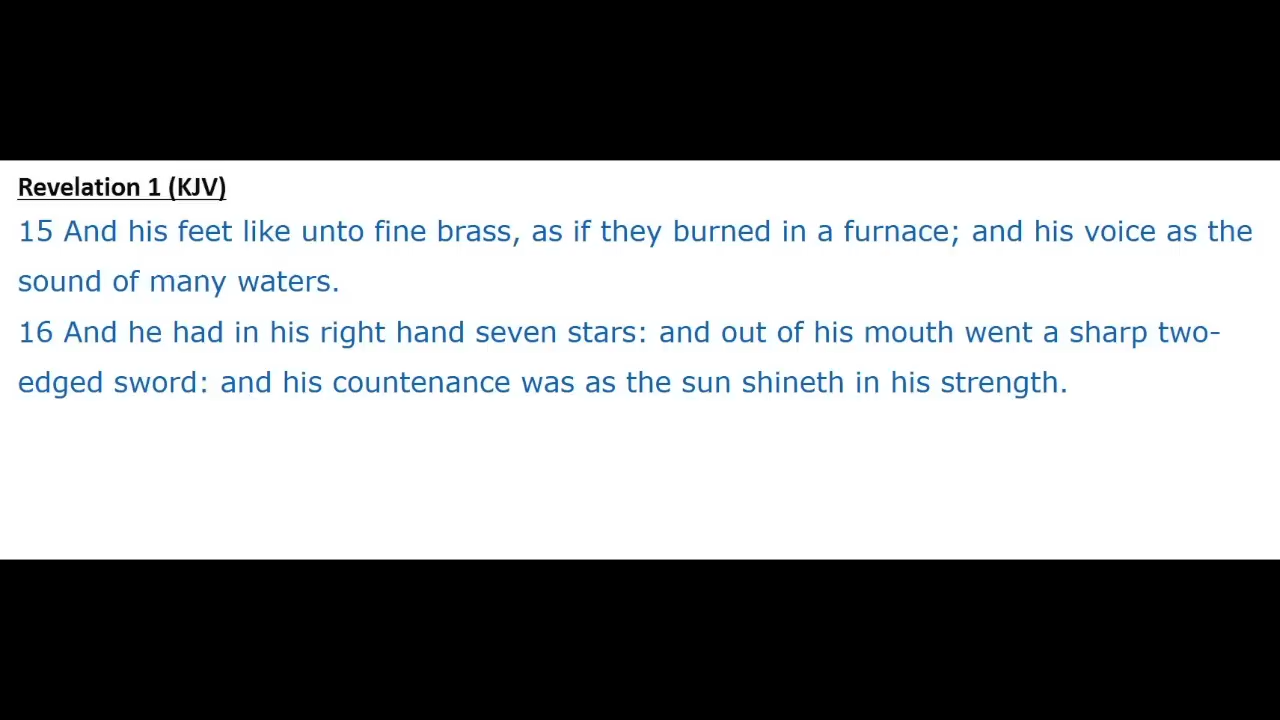 Revelation 1 (KJV)
15 And his feet like unto fine brass, as if they burned in a furnace; and his voice as the
sound of many waters.
16 And he had in his right hand seven stars: and out of his mouth went a sharp two-
edged sword: and his countenance was as the sun shineth in his strength.